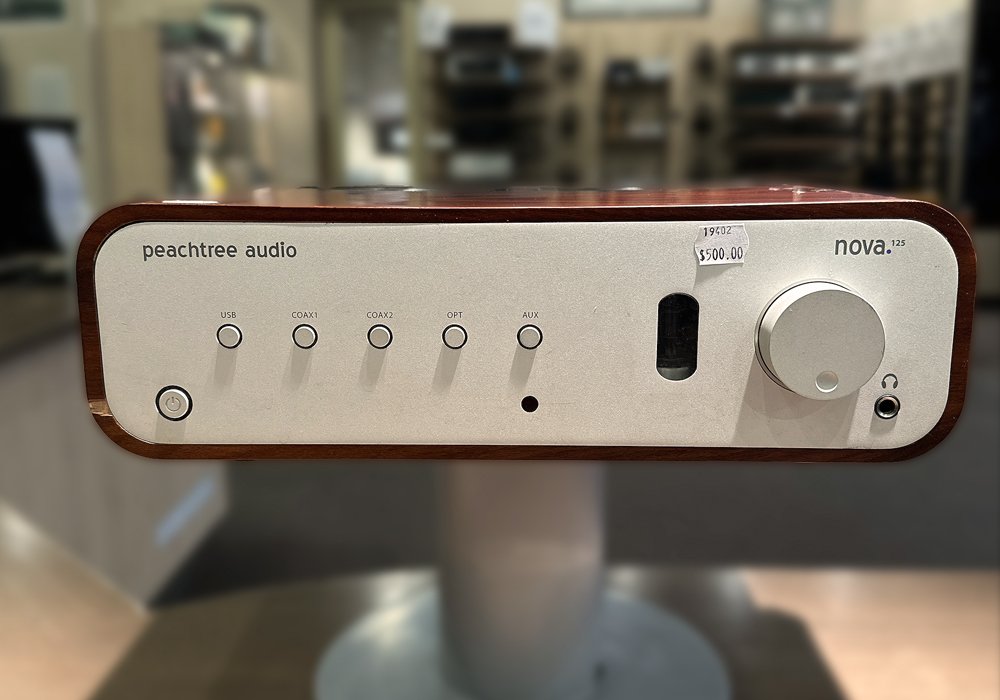 peachtree audio
19402
$500.00
nova.125
USB
COAX1
COAX2
OPT
AUX